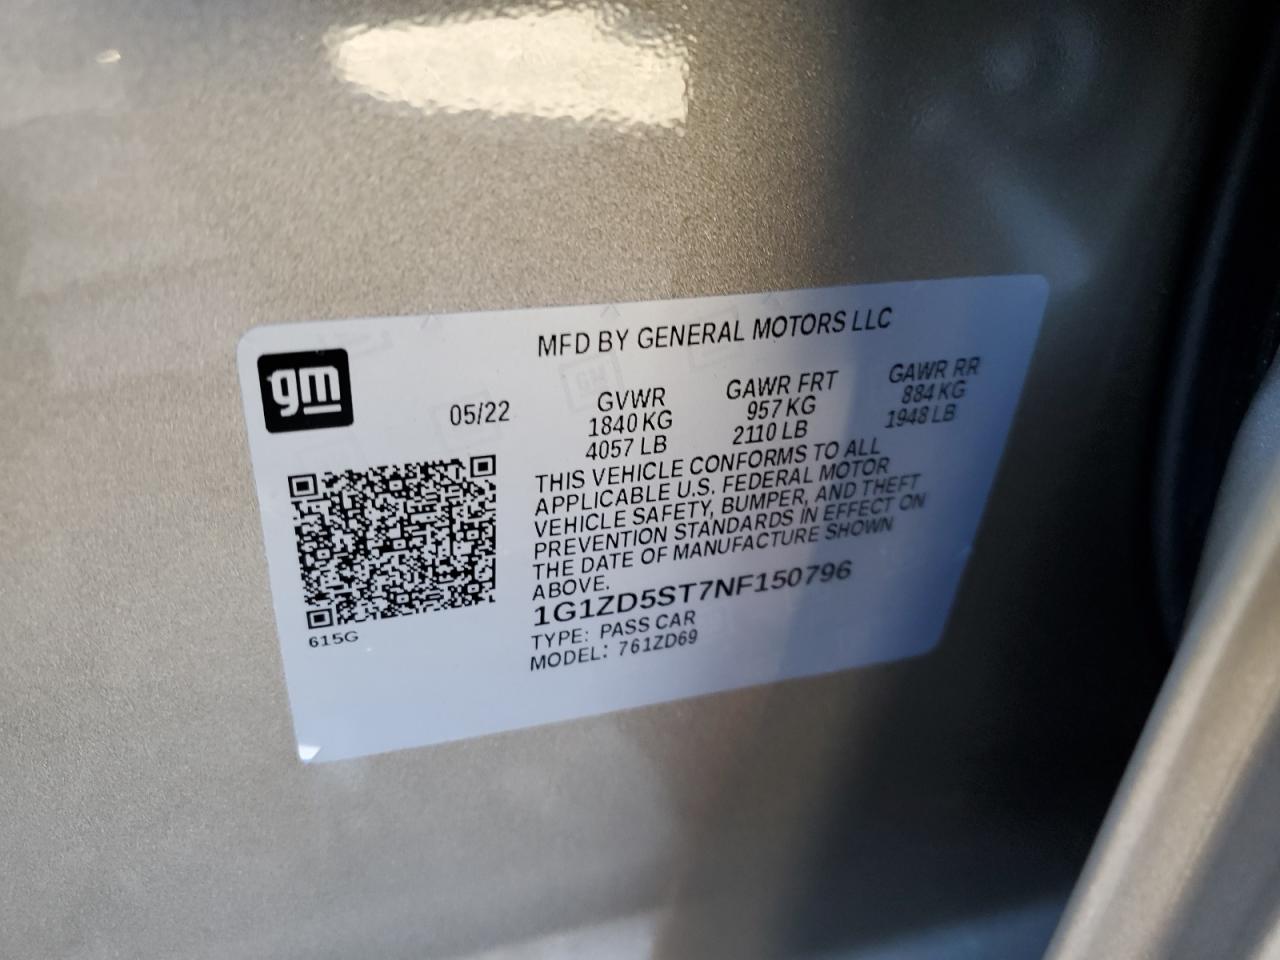 MFD BY GENERAL MOTORS LLC
gm
05/22
GVWR GAWR FRT GAWR RR
1840 KG 957 KG 884 KG
4057 LB 2110 LB 1948 LB
THIS VEHICLE CONFORMS TO ALL
APPLICABLE U.S. FEDERAL MOTOR
VEHICLE SAFETY, BUMPER, AND THEFT
PREVENTION STANDARDS IN EFFECT ON
THE DATE OF MANUFACTURE SHOWN
ABOVE.
1G1ZD5ST7NF150796
TYPE: PASS CAR
MODEL: 761ZD69
615G